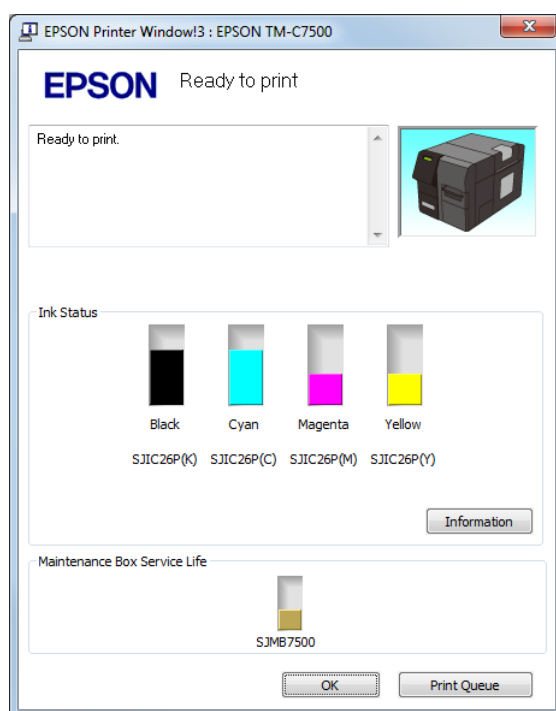 EPSON Printer Window!3 : EPSON TM-C7500
EPSON Ready to print
Ready to print.
Ink Status
Black Cyan Magenta Yellow
SJIC26P(K) SJIC26P(C) SJIC26P(M) SJIC26P(Y)
Information
Maintenance Box Service Life
SJMB7500
OK Print Queue